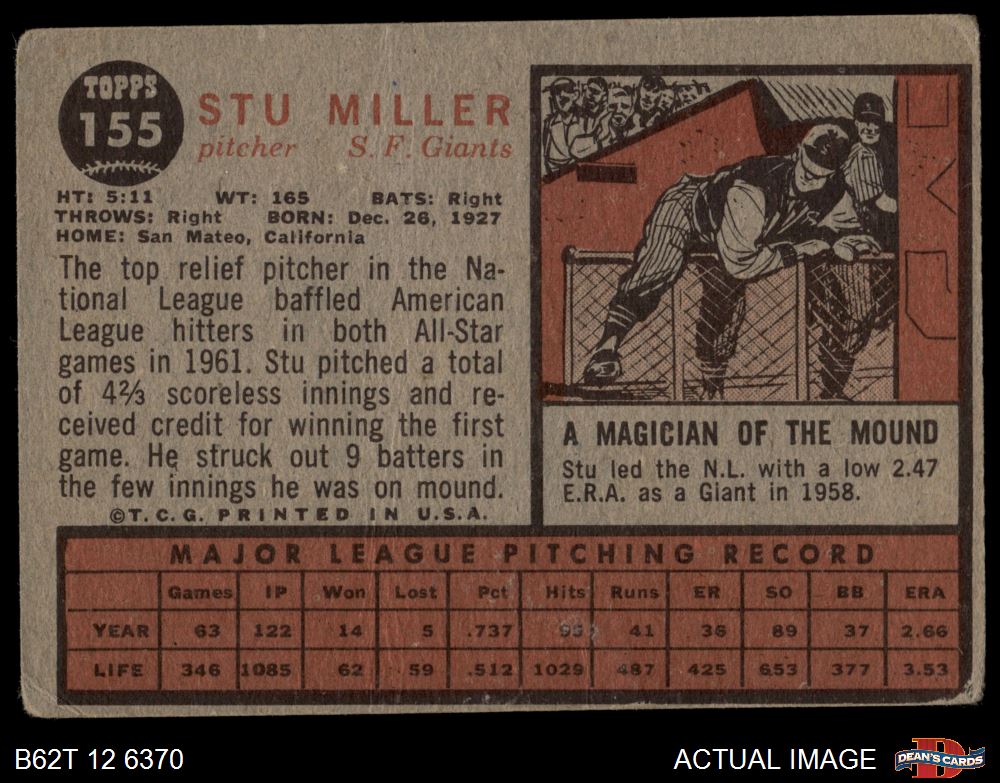 TOPPS
155
STU MILLER
pitcher S. F. Giants
HT: 5:11 WT: 165 BATS: Right
THROWS: Right BORN: Dec. 26, 1927
HOME: San Mateo, California
The top relief pitcher in the Na-
tional League baffled American
League hitters in both All-Star
games in 1961. Stu pitched a total
of 4⅔ scoreless innings and re-
ceived credit for winning the first
game. He struck out 9 batters in
the few innings he was on mound.
©T. C. G. PRINTED IN U.S.A.
A MAGICIAN OF THE MOUND
Stu led the N.L. with a low 2.47
E.R.A. as a Giant in 1958.
MAJOR LEAGUE PITCHING RECORD
Games IP Won Lost Pct Hits Runs ER SO BB ERA
YEAR 63 122 14 5 .737 95 41 36 89 37 2.66
LIFE 346 1085 62 59 .512 1029 487 425 653 377 3.53
B62T 12 6370
ACTUAL IMAGE
D
DEAN'S CARDS